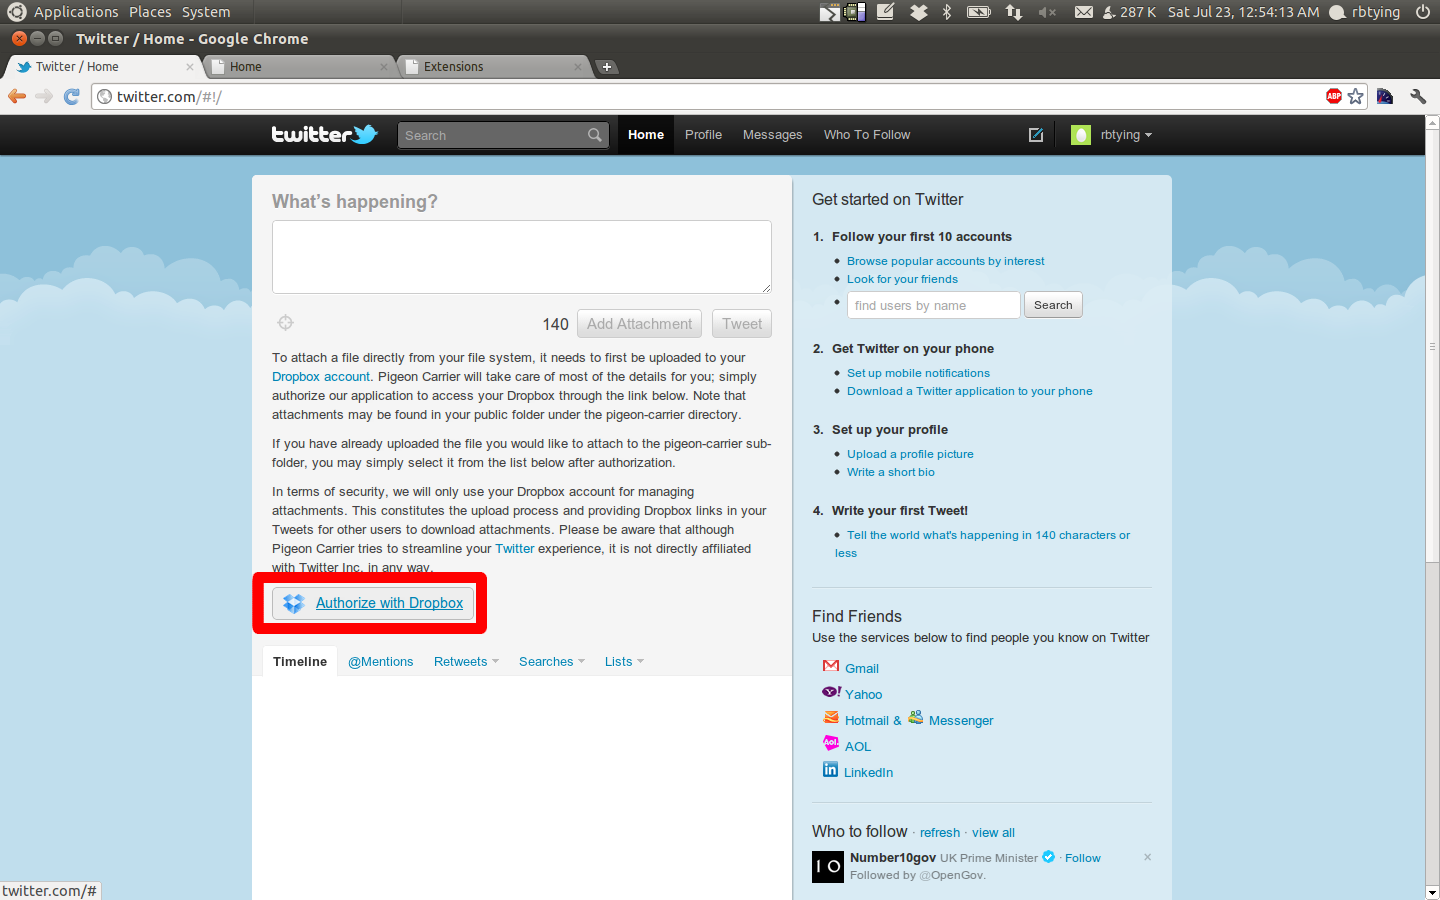 Applications Places System
287 K Sat Jul 23, 12:54:13 AM rbtying
Twitter / Home - Google Chrome
Twitter / Home
Home
Extensions
twitter.com/#!/
ABP
twitter
Search
Home
Profile
Messages
Who To Follow
rbtying
What's happening?
140
Add Attachment
Tweet
To attach a file directly from your file system, it needs to first be uploaded to your
Dropbox account. Pigeon Carrier will take care of most of the details for you; simply
authorize our application to access your Dropbox through the link below. Note that
attachments may be found in your public folder under the pigeon-carrier directory.
If you have already uploaded the file you would like to attach to the pigeon-carrier sub-
folder, you may simply select it from the list below after authorization.
In terms of security, we will only use your Dropbox account for managing
attachments. This constitutes the upload process and providing Dropbox links in your
Tweets for other users to download attachments. Please be aware that although
Pigeon Carrier tries to streamline your Twitter experience, it is not directly affiliated
with Twitter Inc. in any way.
Authorize with Dropbox
Timeline
@Mentions
Retweets
Searches
Lists
Get started on Twitter
1. Follow your first 10 accounts
• Browse popular accounts by interest
• Look for your friends
• find users by name Search
2. Get Twitter on your phone
• Set up mobile notifications
• Download a Twitter application to your phone
3. Set up your profile
• Upload a profile picture
• Write a short bio
4. Write your first Tweet!
• Tell the world what's happening in 140 characters or
less
Find Friends
Use the services below to find people you know on Twitter
Gmail
Y! Yahoo
Hotmail & Messenger
Aol. AOL
in LinkedIn
Who to follow · refresh · view all
10 Number10gov UK Prime Minister · Follow ×
Followed by @OpenGov.
twitter.com/#